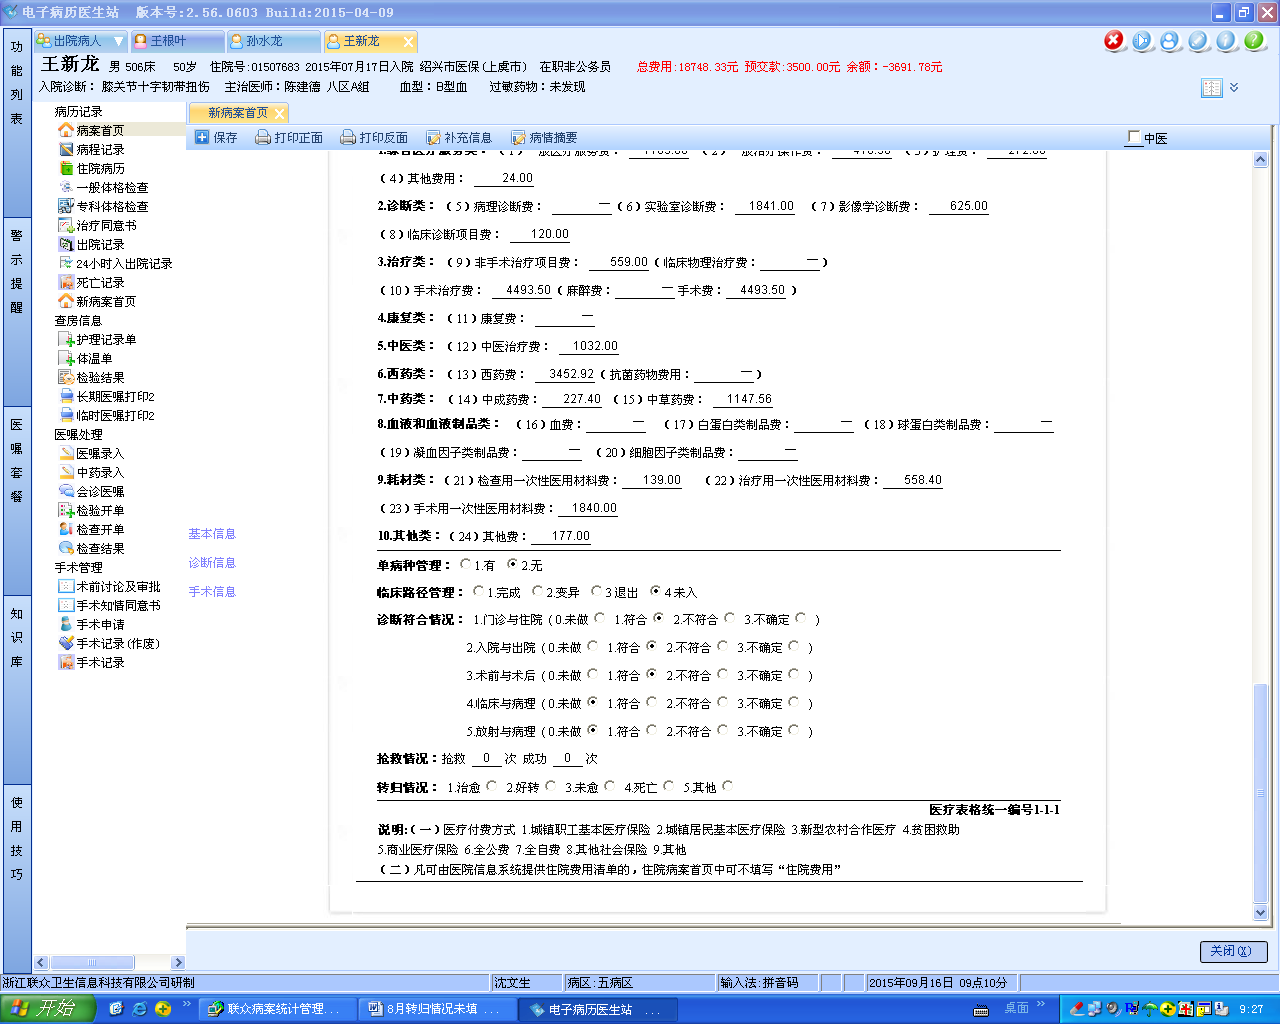 电子病历医生站 版本号:2.56.0603 Build:2015-04-09
出院病人 王根叶 孙水龙 王新龙
王新龙 男 506床 50岁 住院号:01507683 2015年07月17日入院 绍兴市医保(上虞市) 在职非公务员 总费用:18748.33元 预交款:3500.00元 余额:-3691.78元
入院诊断: 膝关节十字韧带扭伤 主治医师:陈建德 八区A组 血型:B型血 过敏药物:未发现
功能列表
警示提醒
医嘱套餐
知识库
使用技巧
病历记录
病案首页
病程记录
住院病历
一般体格检查
专科体格检查
治疗同意书
出院记录
24小时入出院记录
死亡记录
新病案首页
查房信息
护理记录单
体温单
检验结果
长期医嘱打印2
临时医嘱打印2
医嘱处理
医嘱录入
中药录入
会诊医嘱
检验开单
检查开单
检查结果
手术管理
术前讨论及审批
手术知情同意书
手术申请
手术记录(作废)
手术记录
新病案首页
保存 打印正面 打印反面 补充信息 病情摘要 中医
基本信息
诊断信息
手术信息
(4)其他费用: 24.00
2.诊断类: (5)病理诊断费: — (6)实验室诊断费: 1841.00 (7)影像学诊断费: 625.00
(8)临床诊断项目费: 120.00
3.治疗类: (9)非手术治疗项目费: 559.00 (临床物理治疗费: — )
(10)手术治疗费: 4493.50 (麻醉费: — 手术费: 4493.50 )
4.康复类: (11)康复费: —
5.中医类: (12)中医治疗费: 1032.00
6.西药类: (13)西药费: 3452.92 (抗菌药物费用: — )
7.中药类: (14)中成药费: 227.40 (15)中草药费: 1147.56
8.血液和血液制品类: (16)血费: — (17)白蛋白类制品费: — (18)球蛋白类制品费: —
(19)凝血因子类制品费: — (20)细胞因子类制品费: —
9.耗材类: (21)检查用一次性医用材料费: 139.00 (22)治疗用一次性医用材料费: 558.40
(23)手术用一次性医用材料费: 1840.00
10.其他类: (24)其他费: 177.00
单病种管理: 1.有 2.无
临床路径管理: 1.完成 2.变异 3退出 4未入
诊断符合情况: 1.门诊与住院 (0.未做 1.符合 2.不符合 3.不确定 )
2.入院与出院 (0.未做 1.符合 2.不符合 3.不确定 )
3.术前与术后 (0.未做 1.符合 2.不符合 3.不确定 )
4.临床与病理 (0.未做 1.符合 2.不符合 3.不确定 )
5.放射与病理 (0.未做 1.符合 2.不符合 3.不确定 )
抢救情况:抢救 0 次 成功 0 次
转归情况: 1.治愈 2.好转 3.未愈 4.死亡 5.其他
医疗表格统一编号1-1-1
说明:(一)医疗付费方式 1.城镇职工基本医疗保险 2.城镇居民基本医疗保险 3.新型农村合作医疗 4.贫困救助
5.商业医疗保险 6.全公费 7.全自费 8.其他社会保险 9.其他
(二)凡可由医院信息系统提供住院费用清单的,住院病案首页中可不填写“住院费用”
关闭(X)
浙江联众卫生信息科技有限公司研制 沈文生 病区:五病区 输入法:拼音码 2015年09月16日 09点10分
开始 联众病案统计管理... 8月转归情况未填 ... 电子病历医生站 ... 桌面 9:27